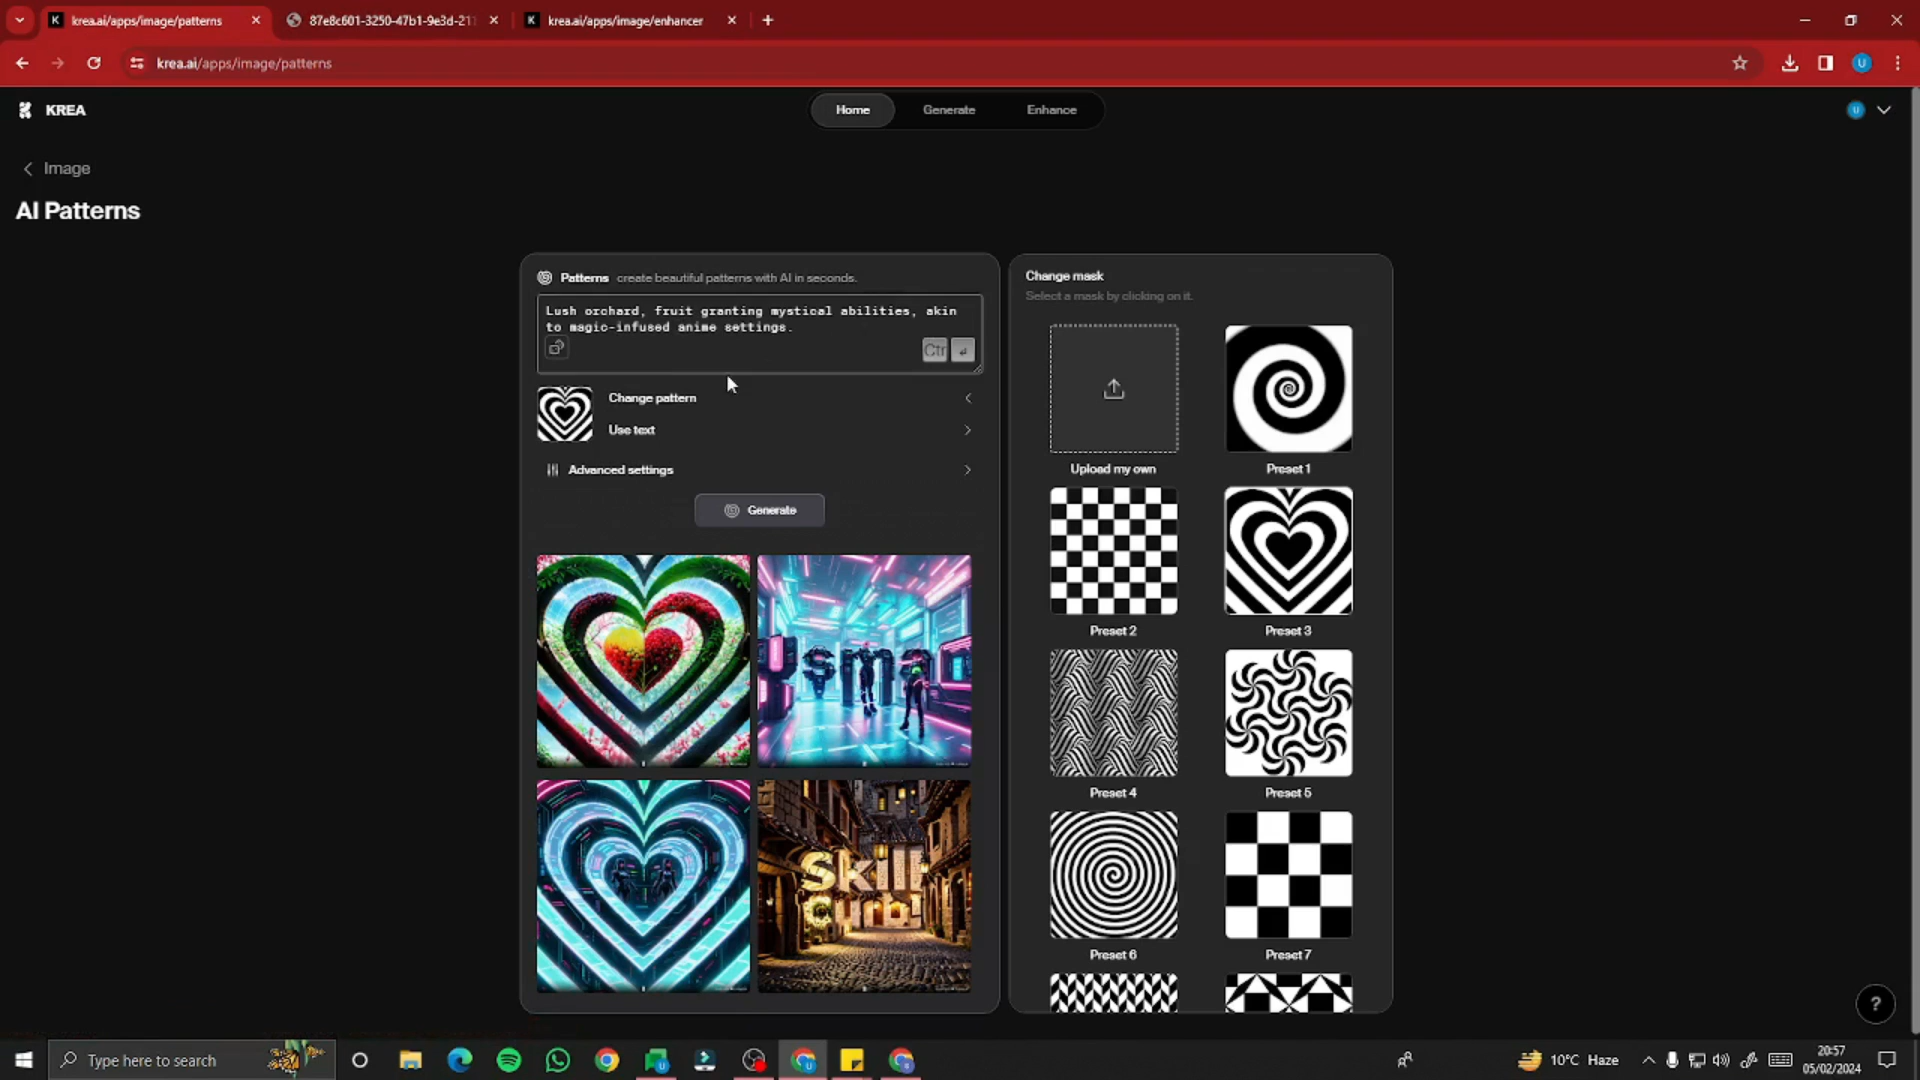 krea.ai/apps/image/patterns
87e8c601-3250-47b1-9e3d-21
krea.ai/apps/image/enhancer
krea.ai/apps/image/patterns
U
KREA
Home
Generate
Enhance
U
Image
AI Patterns
Patterns create beautiful patterns with AI in seconds.
Lush orchard, fruit granting mystical abilities, akin
to magic-infused anime settings.
Ctr
Change pattern
Use text
Advanced settings
Generate
Skill
Change mask
Select a mask by clicking on it.
Upload my own
Preset 1
Preset 2
Preset 3
Preset 4
Preset 5
Preset 6
Preset 7
?
Type here to search
10°C Haze
20:57
05/02/2024